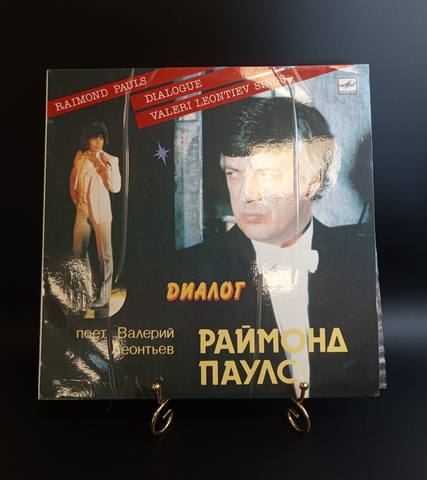 RAIMOND PAULS
DIALOGUE
VALERI LEONTIEV SINGS
ДИАЛОГ
поет Валерий
Леонтьев
РАЙМОНД
ПАУЛС